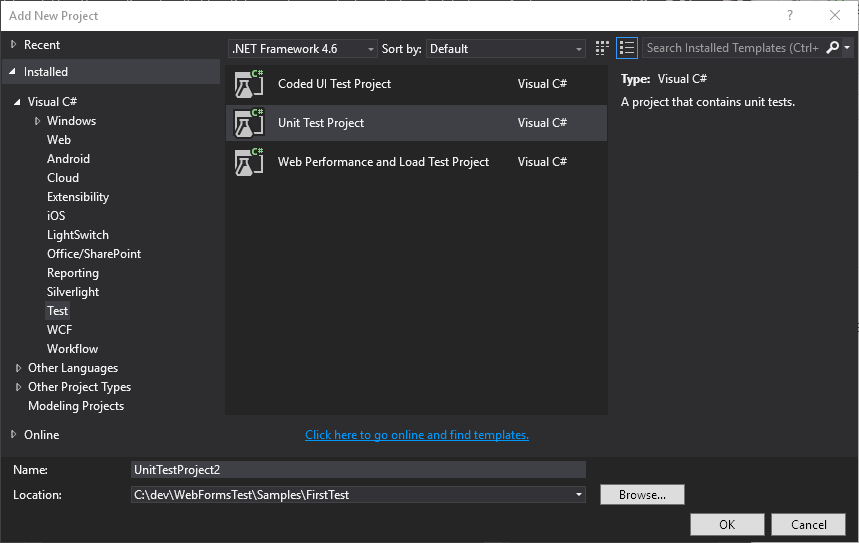 Add New Project
?
Recent
.NET Framework 4.6 Sort by: Default Search Installed Templates (Ctrl+
Installed
Visual C#
Windows
Web
Android
Cloud
Extensibility
iOS
LightSwitch
Office/SharePoint
Reporting
Silverlight
Test
WCF
Workflow
Other Languages
Other Project Types
Modeling Projects
Online
C# Coded UI Test Project Visual C#
C# Unit Test Project Visual C#
C# Web Performance and Load Test Project Visual C#
Type: Visual C#
A project that contains unit tests.
Click here to go online and find templates.
Name: UnitTestProject2
Location: C:\dev\WebFormsTest\Samples\FirstTest Browse...
OK Cancel